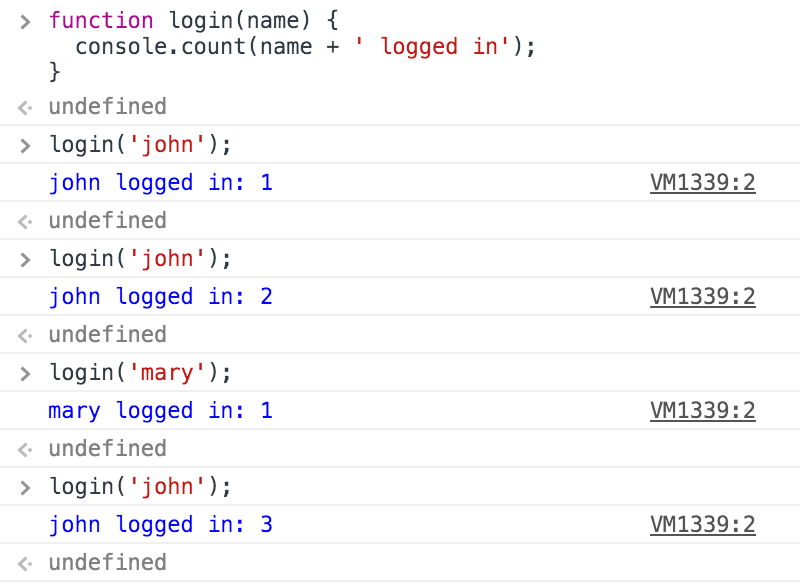 > function login(name) {
console.count(name + ' logged in');
}
undefined
> login('john');
john logged in: 1 VM1339:2
undefined
> login('john');
john logged in: 2 VM1339:2
undefined
> login('mary');
mary logged in: 1 VM1339:2
undefined
> login('john');
john logged in: 3 VM1339:2
undefined